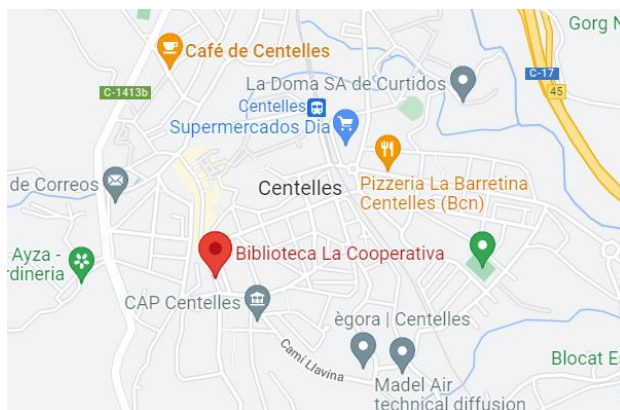 Gorg N
Café de Centelles
C-17
La Doma SA de Curtidos
C-1413b
45
Centelles
Supermercados Dia
de Correos
Centelles
Pizzeria La Barretina
Centelles (Bcn)
Biblioteca La Cooperativa
Ayza -
rdineria
CAP Centelles
ègora | Centelles
Camí Llavina
Blocat Es
Madel Air
technical diffusion